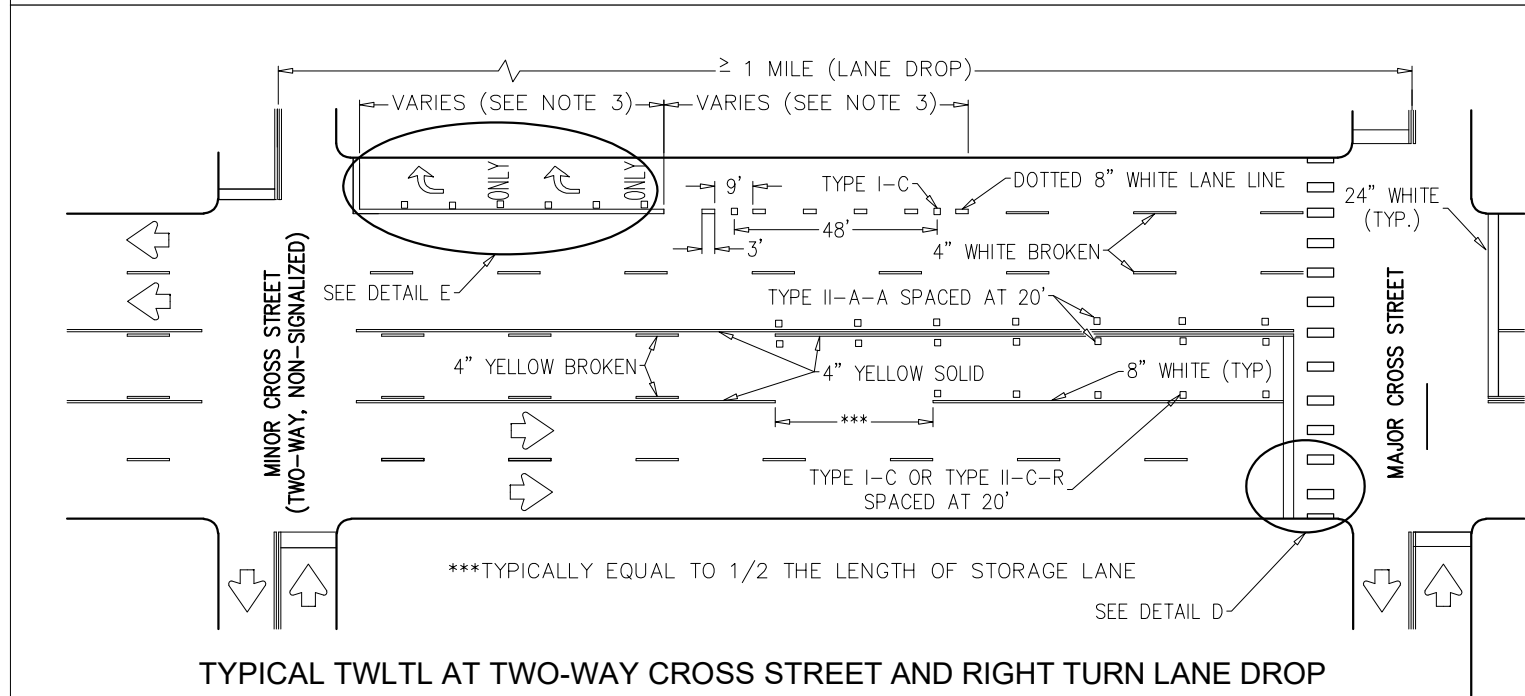 ≥ 1 MILE (LANE DROP)
VARIES (SEE NOTE 3)
VARIES (SEE NOTE 3)
ONLY
ONLY
9'
TYPE I-C
DOTTED 8" WHITE LANE LINE
24" WHITE
(TYP.)
48'
3'
4" WHITE BROKEN
SEE DETAIL E
MINOR CROSS STREET
(TWO-WAY, NON-SIGNALIZED)
TYPE II-A-A SPACED AT 20'
MAJOR CROSS STREET
4" YELLOW BROKEN
4" YELLOW SOLID
8" WHITE (TYP)
***
TYPE I-C OR TYPE II-C-R
SPACED AT 20'
***TYPICALLY EQUAL TO 1/2 THE LENGTH OF STORAGE LANE
SEE DETAIL D
TYPICAL TWLTL AT TWO-WAY CROSS STREET AND RIGHT TURN LANE DROP